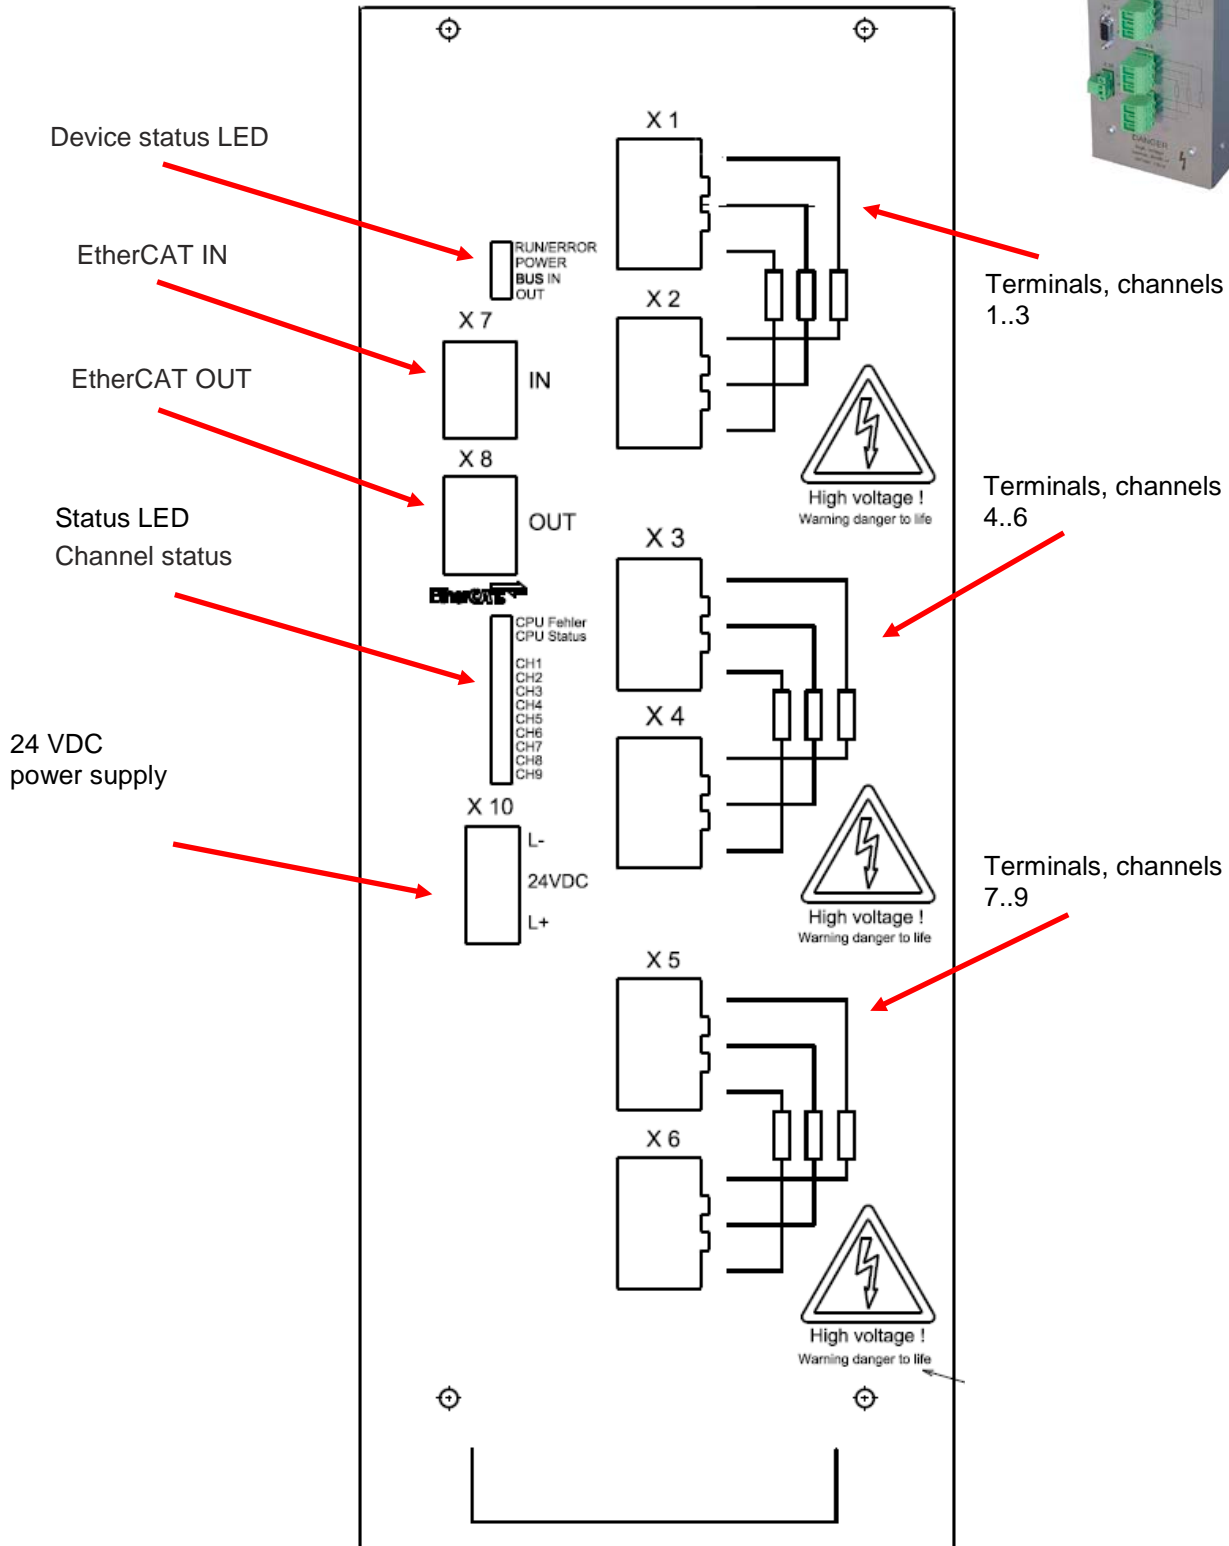 Device status LED
EtherCAT IN
EtherCAT OUT
Status LED
Channel status
24 VDC
power supply
X 1
RUN/ERROR
POWER
BUS IN
OUT
X 7
IN
X 8
OUT
EtherCAT
CPU Fehler
CPU Status
CH1
CH2
CH3
CH4
CH5
CH6
CH7
CH8
CH9
X 10
L-
24VDC
L+
X 2
High voltage !
Warning danger to life
X 3
X 4
High voltage !
Warning danger to life
X 5
X 6
High voltage !
Warning danger to life
DANGER
Terminals, channels
1..3
Terminals, channels
4..6
Terminals, channels
7..9